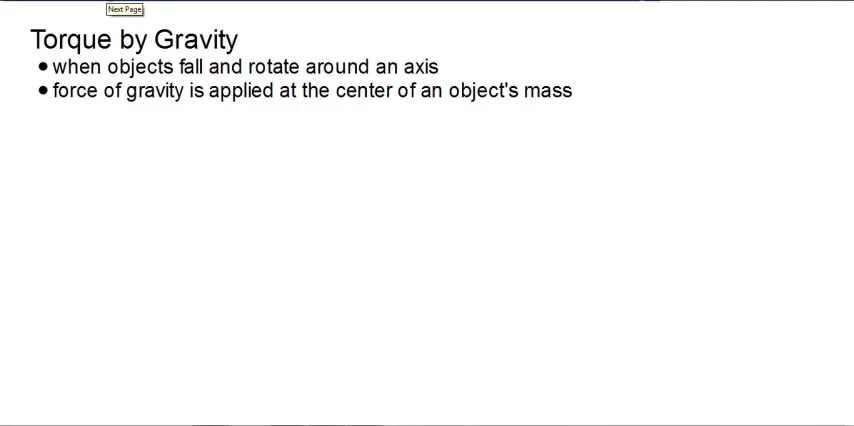 Next Page
Torque by Gravity
• when objects fall and rotate around an axis
• force of gravity is applied at the center of an object's mass